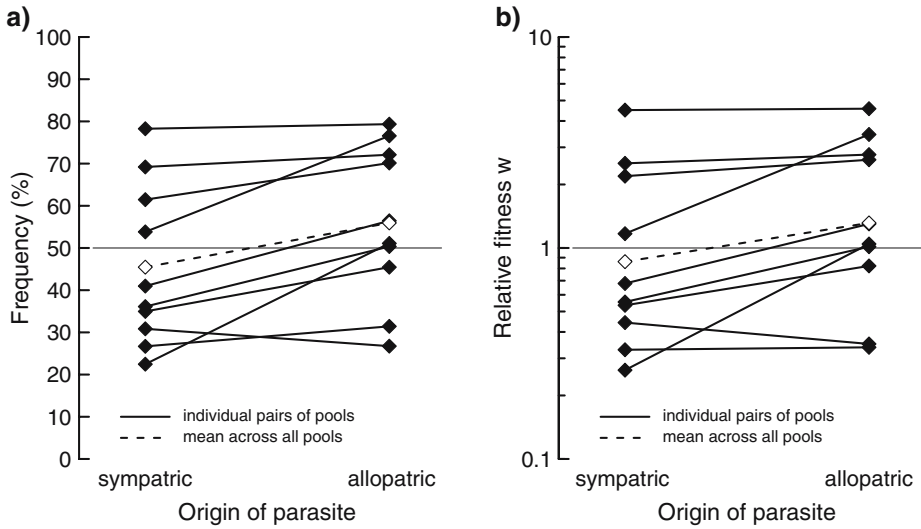 a)
100
90
80
70
60
50
40
30
20
10
0
Frequency (%)
individual pairs of pools
mean across all pools
sympatric
allopatric
Origin of parasite
b)
10
1
0.1
Relative fitness w
individual pairs of pools
mean across all pools
sympatric
allopatric
Origin of parasite